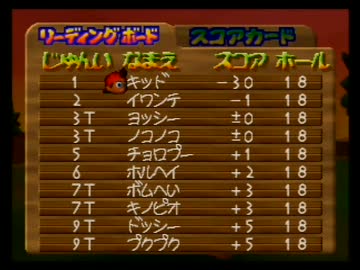 リーディングボード スコアカード
じゅんい なまえ スコア ホール
1 キッド -30 18
2 イワンテ -1 18
3T ヨッシー ±0 18
3T ノコノコ ±0 18
5 チョロプー +1 18
6 ホルヘイ +2 18
7T ボムへい +3 18
7T キノピオ +3 18
9T ドッシー +5 18
9T プクプク +5 18